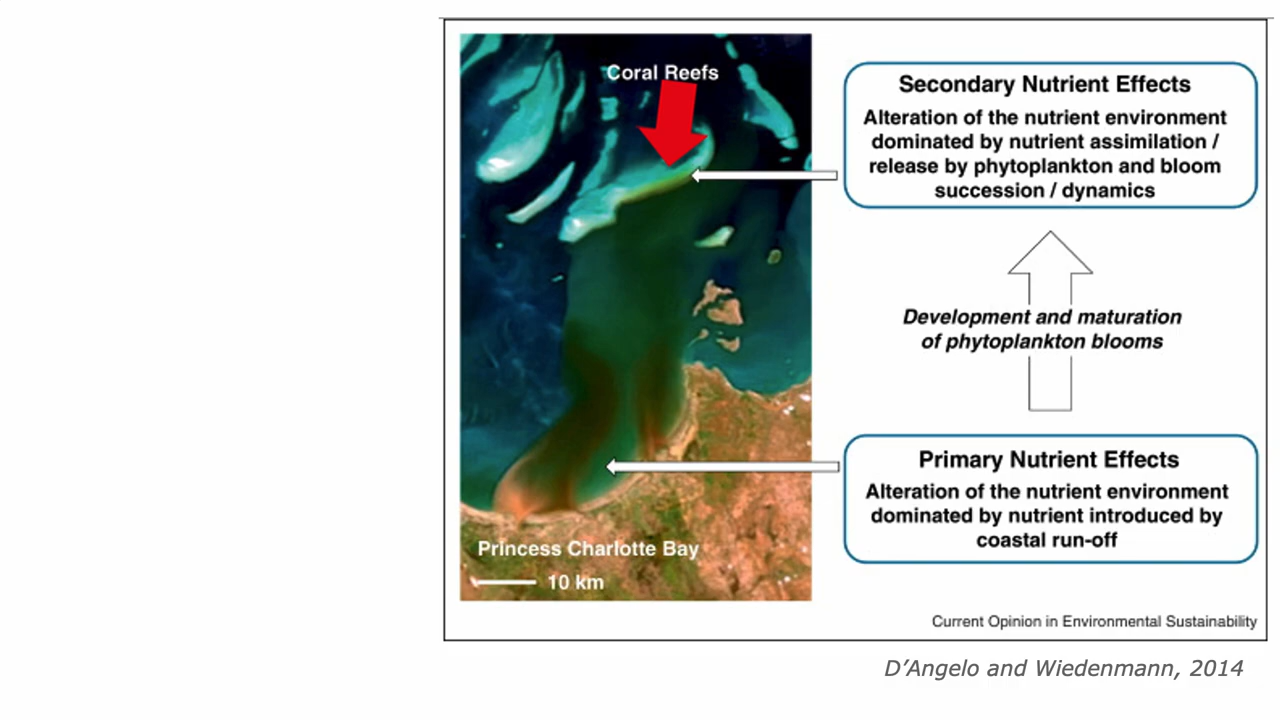 Coral Reefs
Princess Charlotte Bay
10 km
Secondary Nutrient Effects
Alteration of the nutrient environment
dominated by nutrient assimilation /
release by phytoplankton and bloom
succession / dynamics
Development and maturation
of phytoplankton blooms
Primary Nutrient Effects
Alteration of the nutrient environment
dominated by nutrient introduced by
coastal run-off
Current Opinion in Environmental Sustainability
D’Angelo and Wiedenmann, 2014